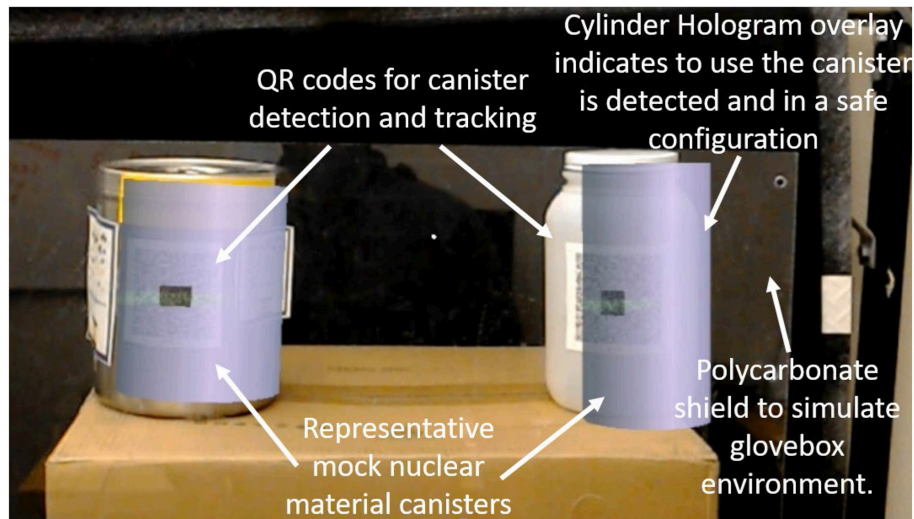 QR codes for canister
detection and tracking
Cylinder Hologram overlay
indicates to use the canister
is detected and in a safe
configuration
Representative
mock nuclear
material canisters
Polycarbonate
shield to simulate
glovebox
environment.